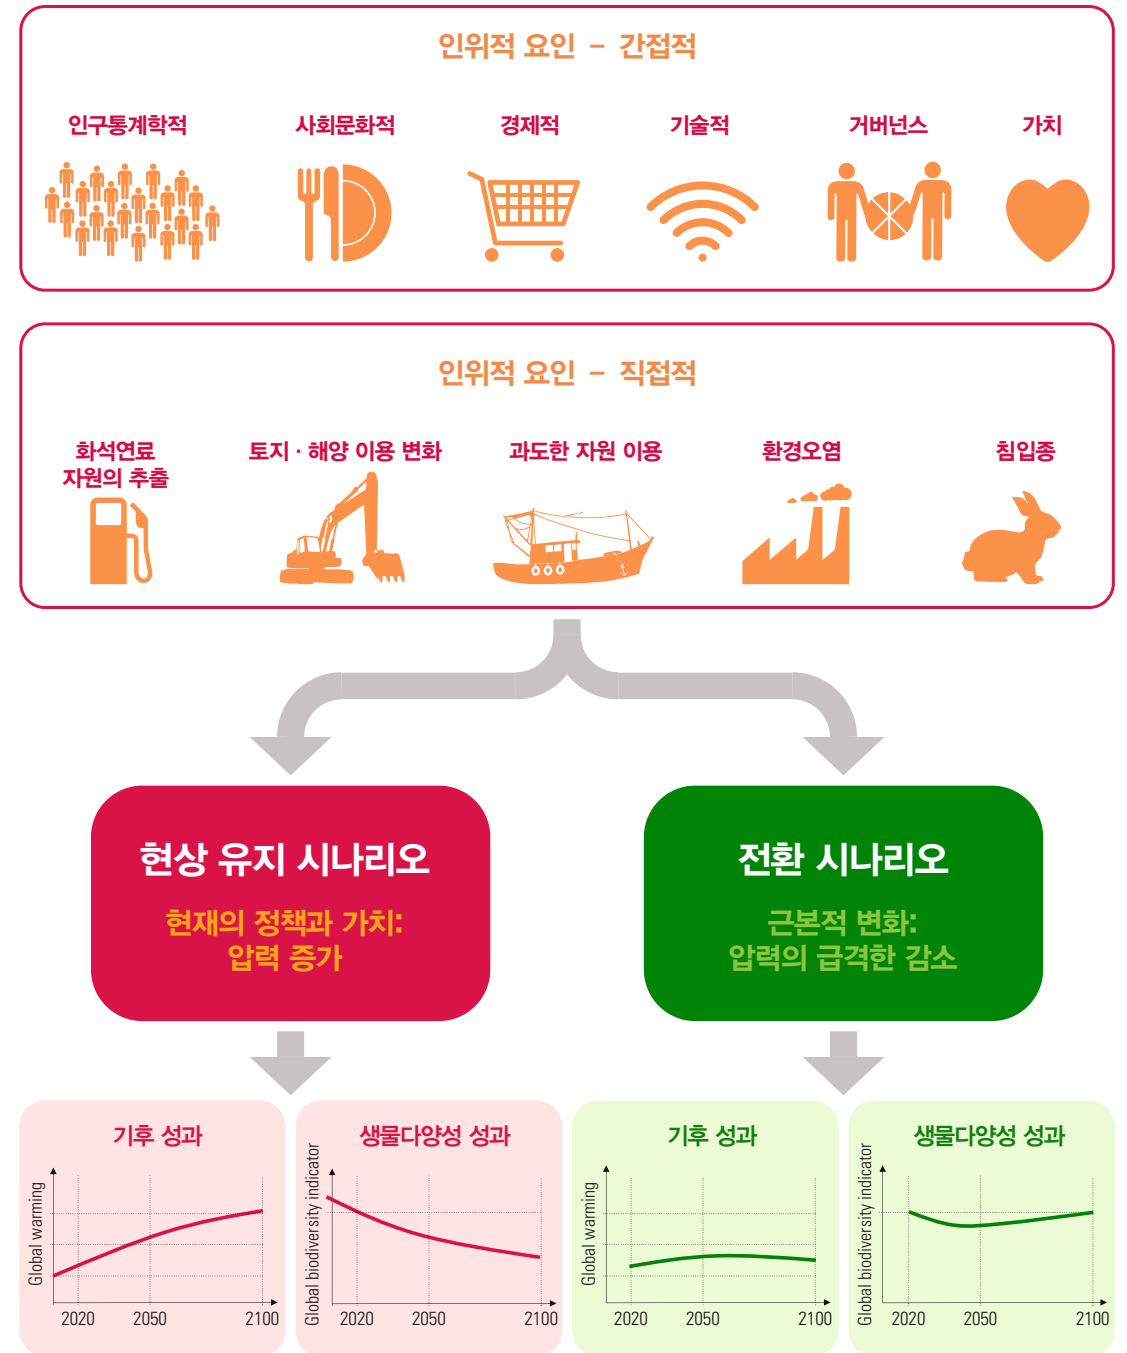 인위적 요인 – 간접적
인구통계학적
사회문화적
경제적
기술적
거버넌스
가치
인위적 요인 – 직접적
화석연료
자원의 추출
토지 · 해양 이용 변화
과도한 자원 이용
환경오염
침입종
현상 유지 시나리오
현재의 정책과 가치:
압력 증가
전환 시나리오
근본적 변화:
압력의 급격한 감소
기후 성과
Global warming
2020 2050 2100
생물다양성 성과
Global biodiversity indicator
2020 2050 2100
기후 성과
Global warming
2020 2050 2100
생물다양성 성과
Global biodiversity indicator
2020 2050 2100